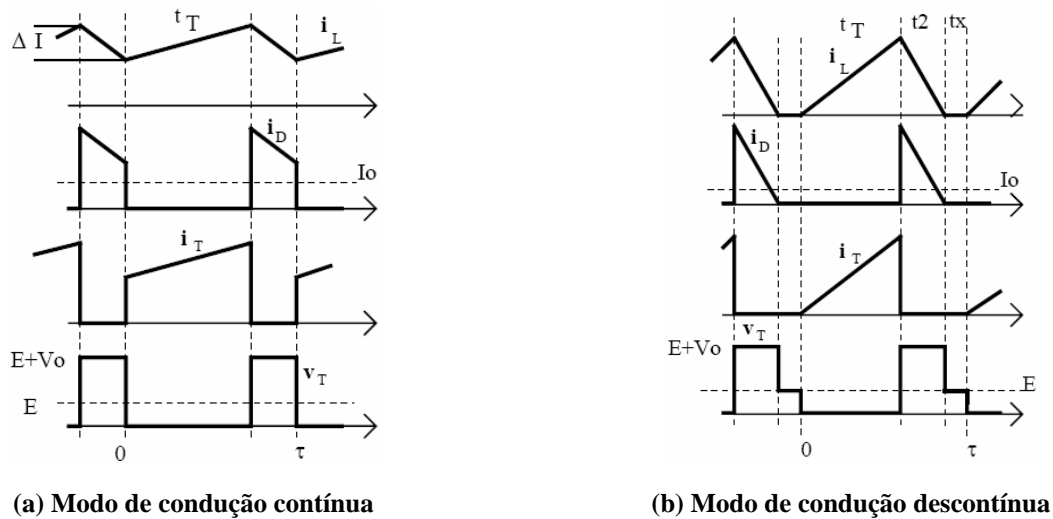 t T
Δ I
i L
i D
Io
i T
E+Vo
v T
E
0
τ
t T
t2
tx
i L
i D
Io
i T
v T
E+Vo
E
0
τ
(a) Modo de condução contínua
(b) Modo de condução descontínua